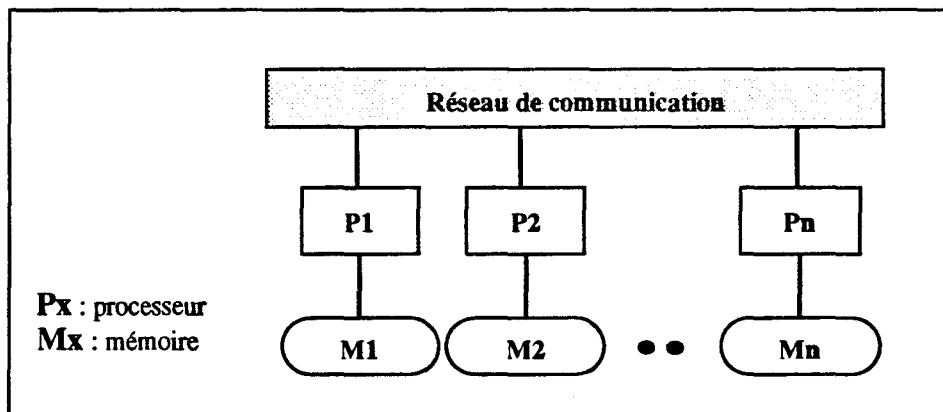 Réseau de communication
P1 P2 Pn
Px : processeur
Mx : mémoire
M1 M2 Mn